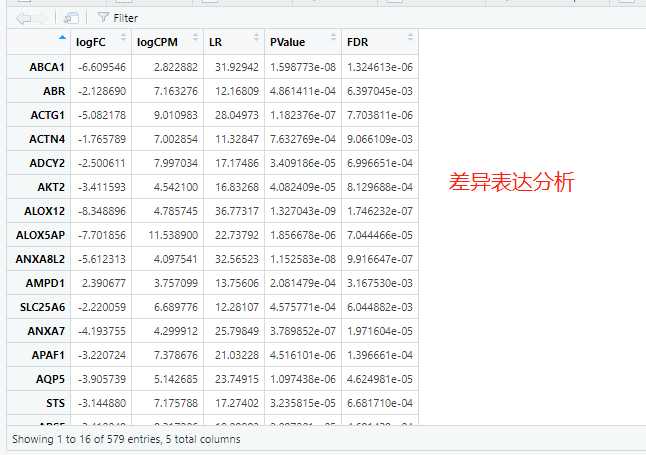 Filter
logFC logCPM LR PValue FDR
ABCA1 -6.609546 2.822882 31.92942 1.598773e-08 1.324613e-06
ABR -2.128690 7.163276 12.16809 4.861411e-04 6.397045e-03
ACTG1 -5.082178 9.010983 28.04973 1.182376e-07 7.703811e-06
ACTN4 -1.765789 7.002854 11.32847 7.632769e-04 9.066109e-03
ADCY2 -2.500611 7.997034 17.17486 3.409186e-05 6.996651e-04
AKT2 -3.411593 4.542100 16.83268 4.082409e-05 8.129688e-04
ALOX12 -8.348896 4.785745 36.77317 1.327043e-09 1.746232e-07
ALOX5AP -7.701856 11.538900 22.73792 1.856678e-06 7.044466e-05
ANXA8L2 -5.612313 4.097541 32.56523 1.152583e-08 9.916647e-07
AMPD1 2.390677 3.757099 13.75606 2.081479e-04 3.167530e-03
SLC25A6 -2.220059 6.689776 12.28107 4.575771e-04 6.044882e-03
ANXA7 -4.193755 4.299912 25.79849 3.789852e-07 1.971604e-05
APAF1 -3.220724 7.378676 21.03228 4.516101e-06 1.396661e-04
AQP5 -3.905739 5.142685 23.74915 1.097438e-06 4.624981e-05
STS -3.144880 7.175788 17.27402 3.235815e-05 6.681710e-04
差异表达分析
Showing 1 to 16 of 579 entries, 5 total columns